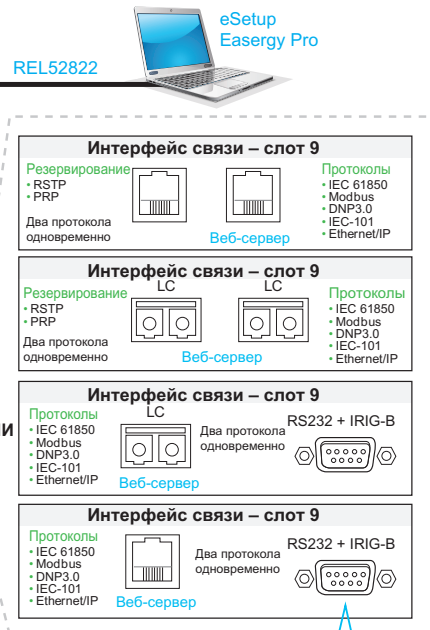 eSetup
Easergy Pro
REL52822
Интерфейс связи – слот 9
Резервирование
• RSTP
• PRP
Два протокола
одновременно
Веб-сервер
Протоколы
• IEC 61850
• Modbus
• DNP3.0
• IEC-101
• Ethernet/IP
Интерфейс связи – слот 9
LC
LC
Резервирование
• RSTP
• PRP
Два протокола
одновременно
Веб-сервер
Протоколы
• IEC 61850
• Modbus
• DNP3.0
• IEC-101
• Ethernet/IP
Интерфейс связи – слот 9
Протоколы
• IEC 61850
• Modbus
• DNP3.0
• IEC-101
• Ethernet/IP
LC
Веб-сервер
Два протокола
одновременно
RS232 + IRIG-B
Интерфейс связи – слот 9
Протоколы
• IEC 61850
• Modbus
• DNP3.0
• IEC-101
• Ethernet/IP
Веб-сервер
Два протокола
одновременно
RS232 + IRIG-B